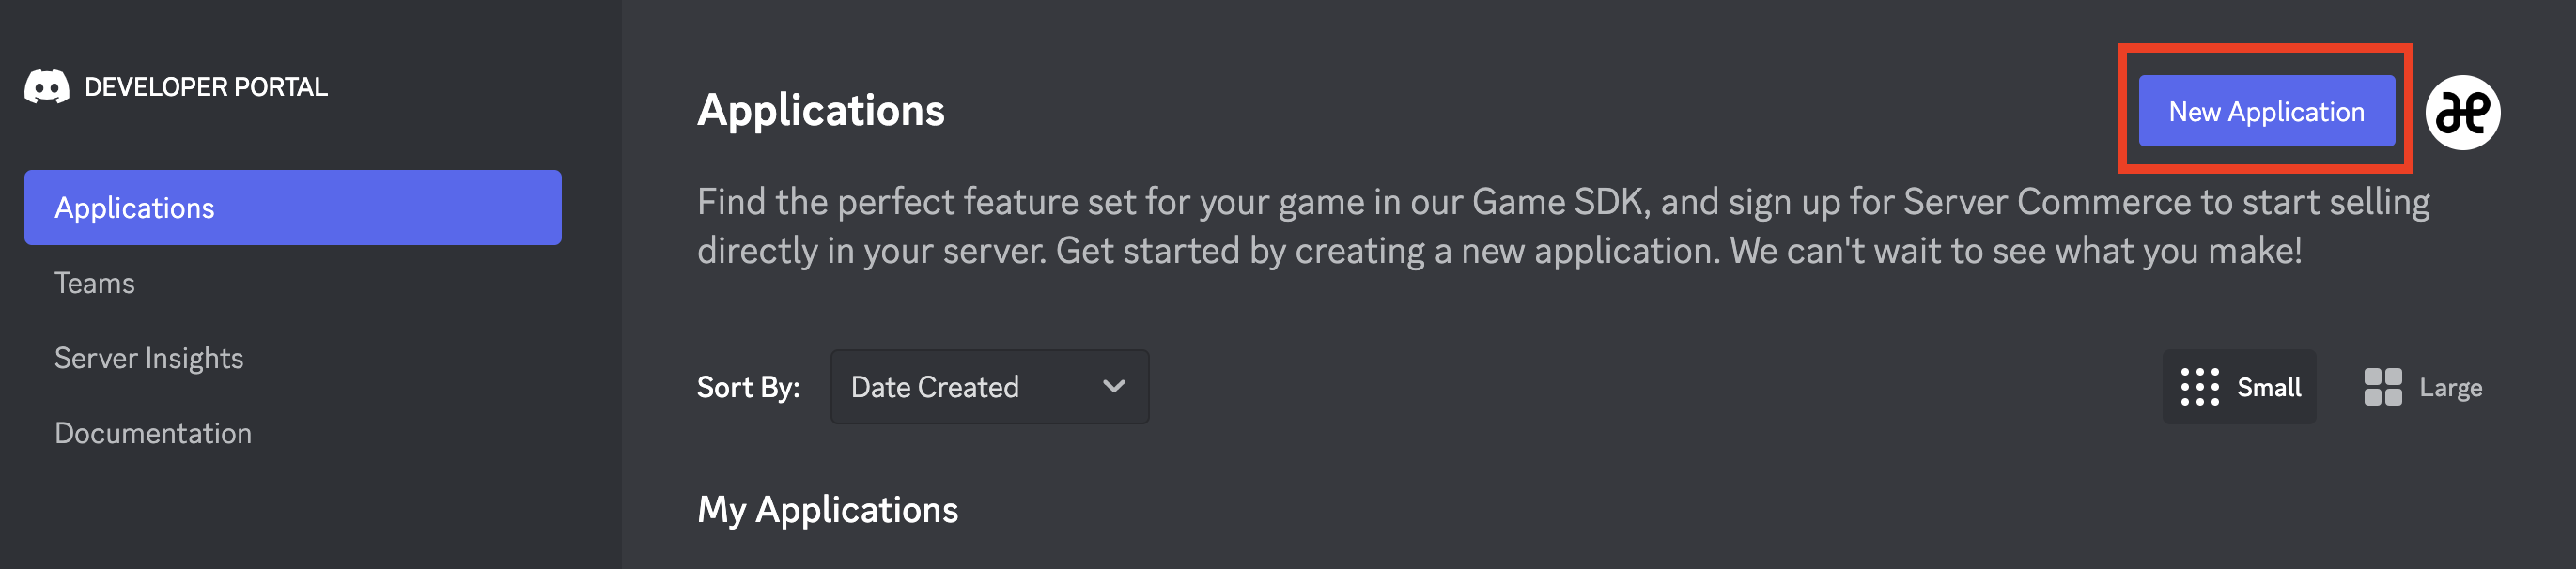 DEVELOPER PORTAL
Applications
Teams
Server Insights
Documentation
Applications
New Application
Find the perfect feature set for your game in our Game SDK, and sign up for Server Commerce to start selling
directly in your server. Get started by creating a new application. We can't wait to see what you make!
Sort By: Date Created Small Large
My Applications